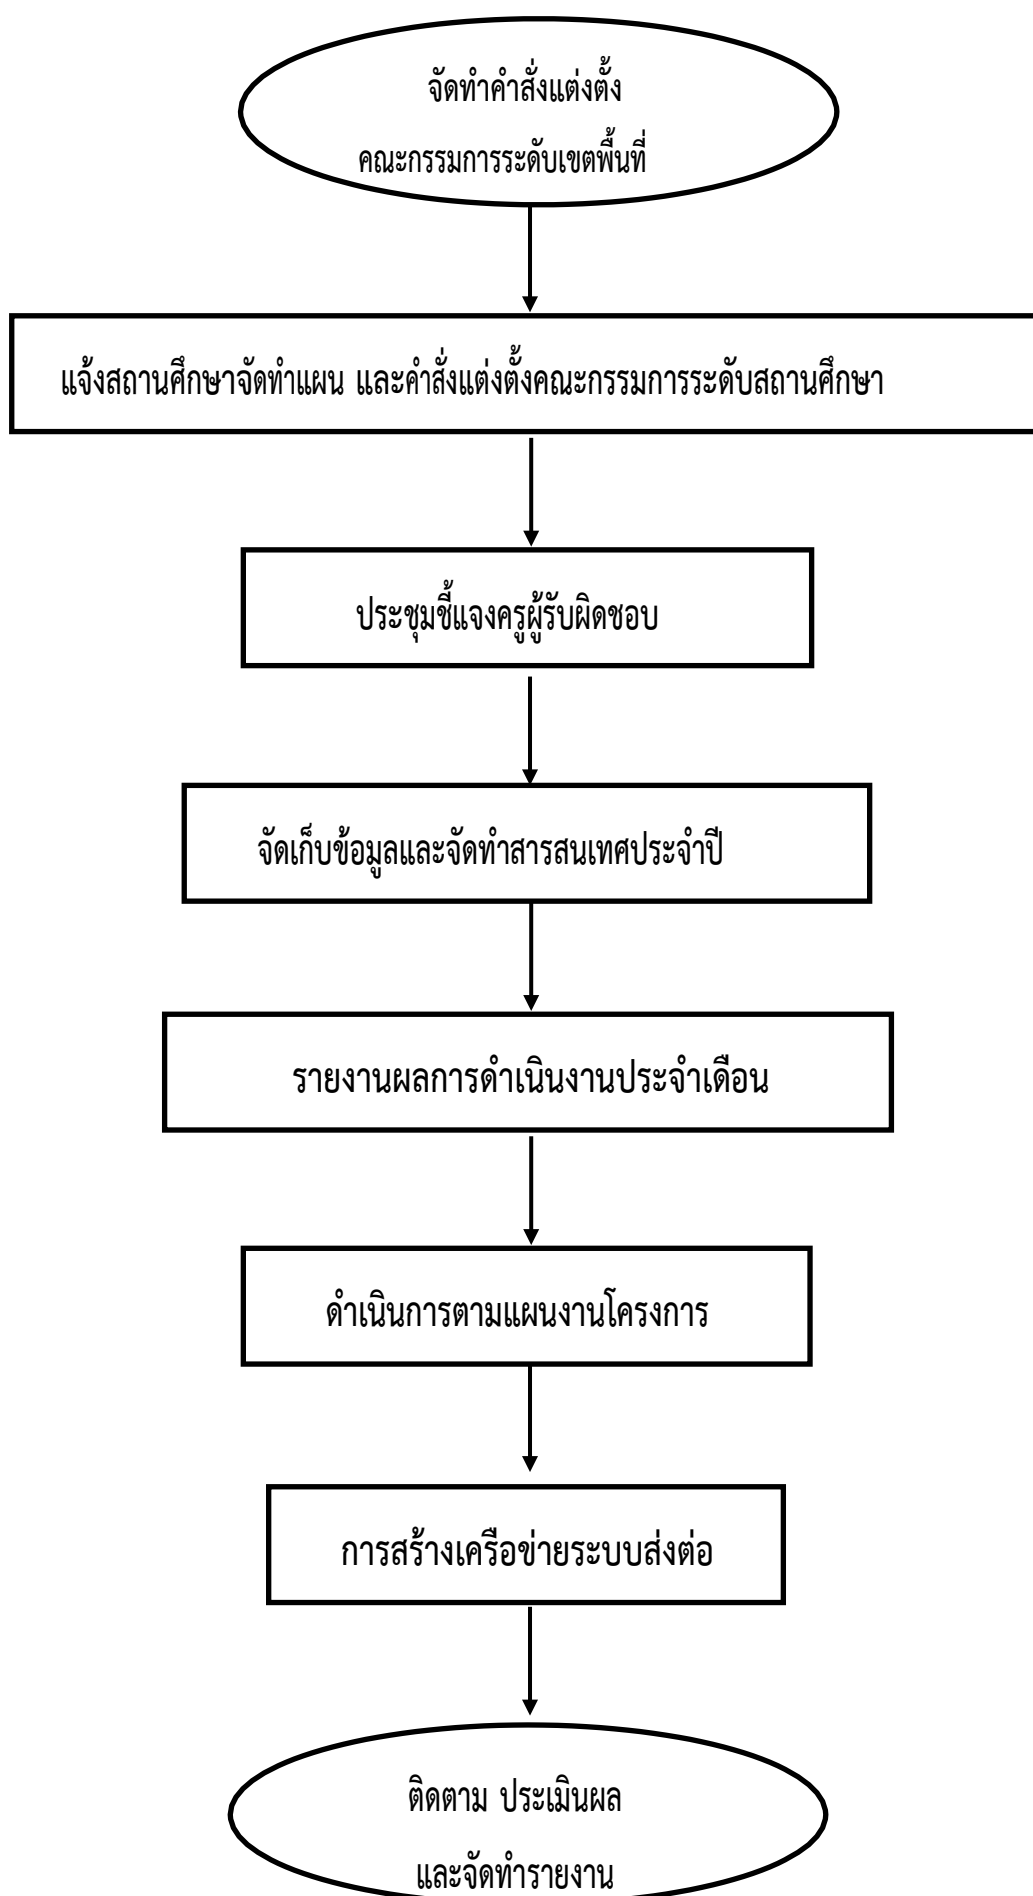 จัดทำคำสั่งแต่งตั้ง
คณะกรรมการระดับเขตพื้นที่
แจ้งสถานศึกษาจัดทำแผน และคำสั่งแต่งตั้งคณะกรรมการระดับสถานศึกษา
ประชุมชี้แจงครูผู้รับผิดชอบ
จัดเก็บข้อมูลและจัดทำสารสนเทศประจำปี
รายงานผลการดำเนินงานประจำเดือน
ดำเนินการตามแผนงานโครงการ
การสร้างเครือข่ายระบบส่งต่อ
ติดตาม ประเมินผล
และจัดทำรายงาน